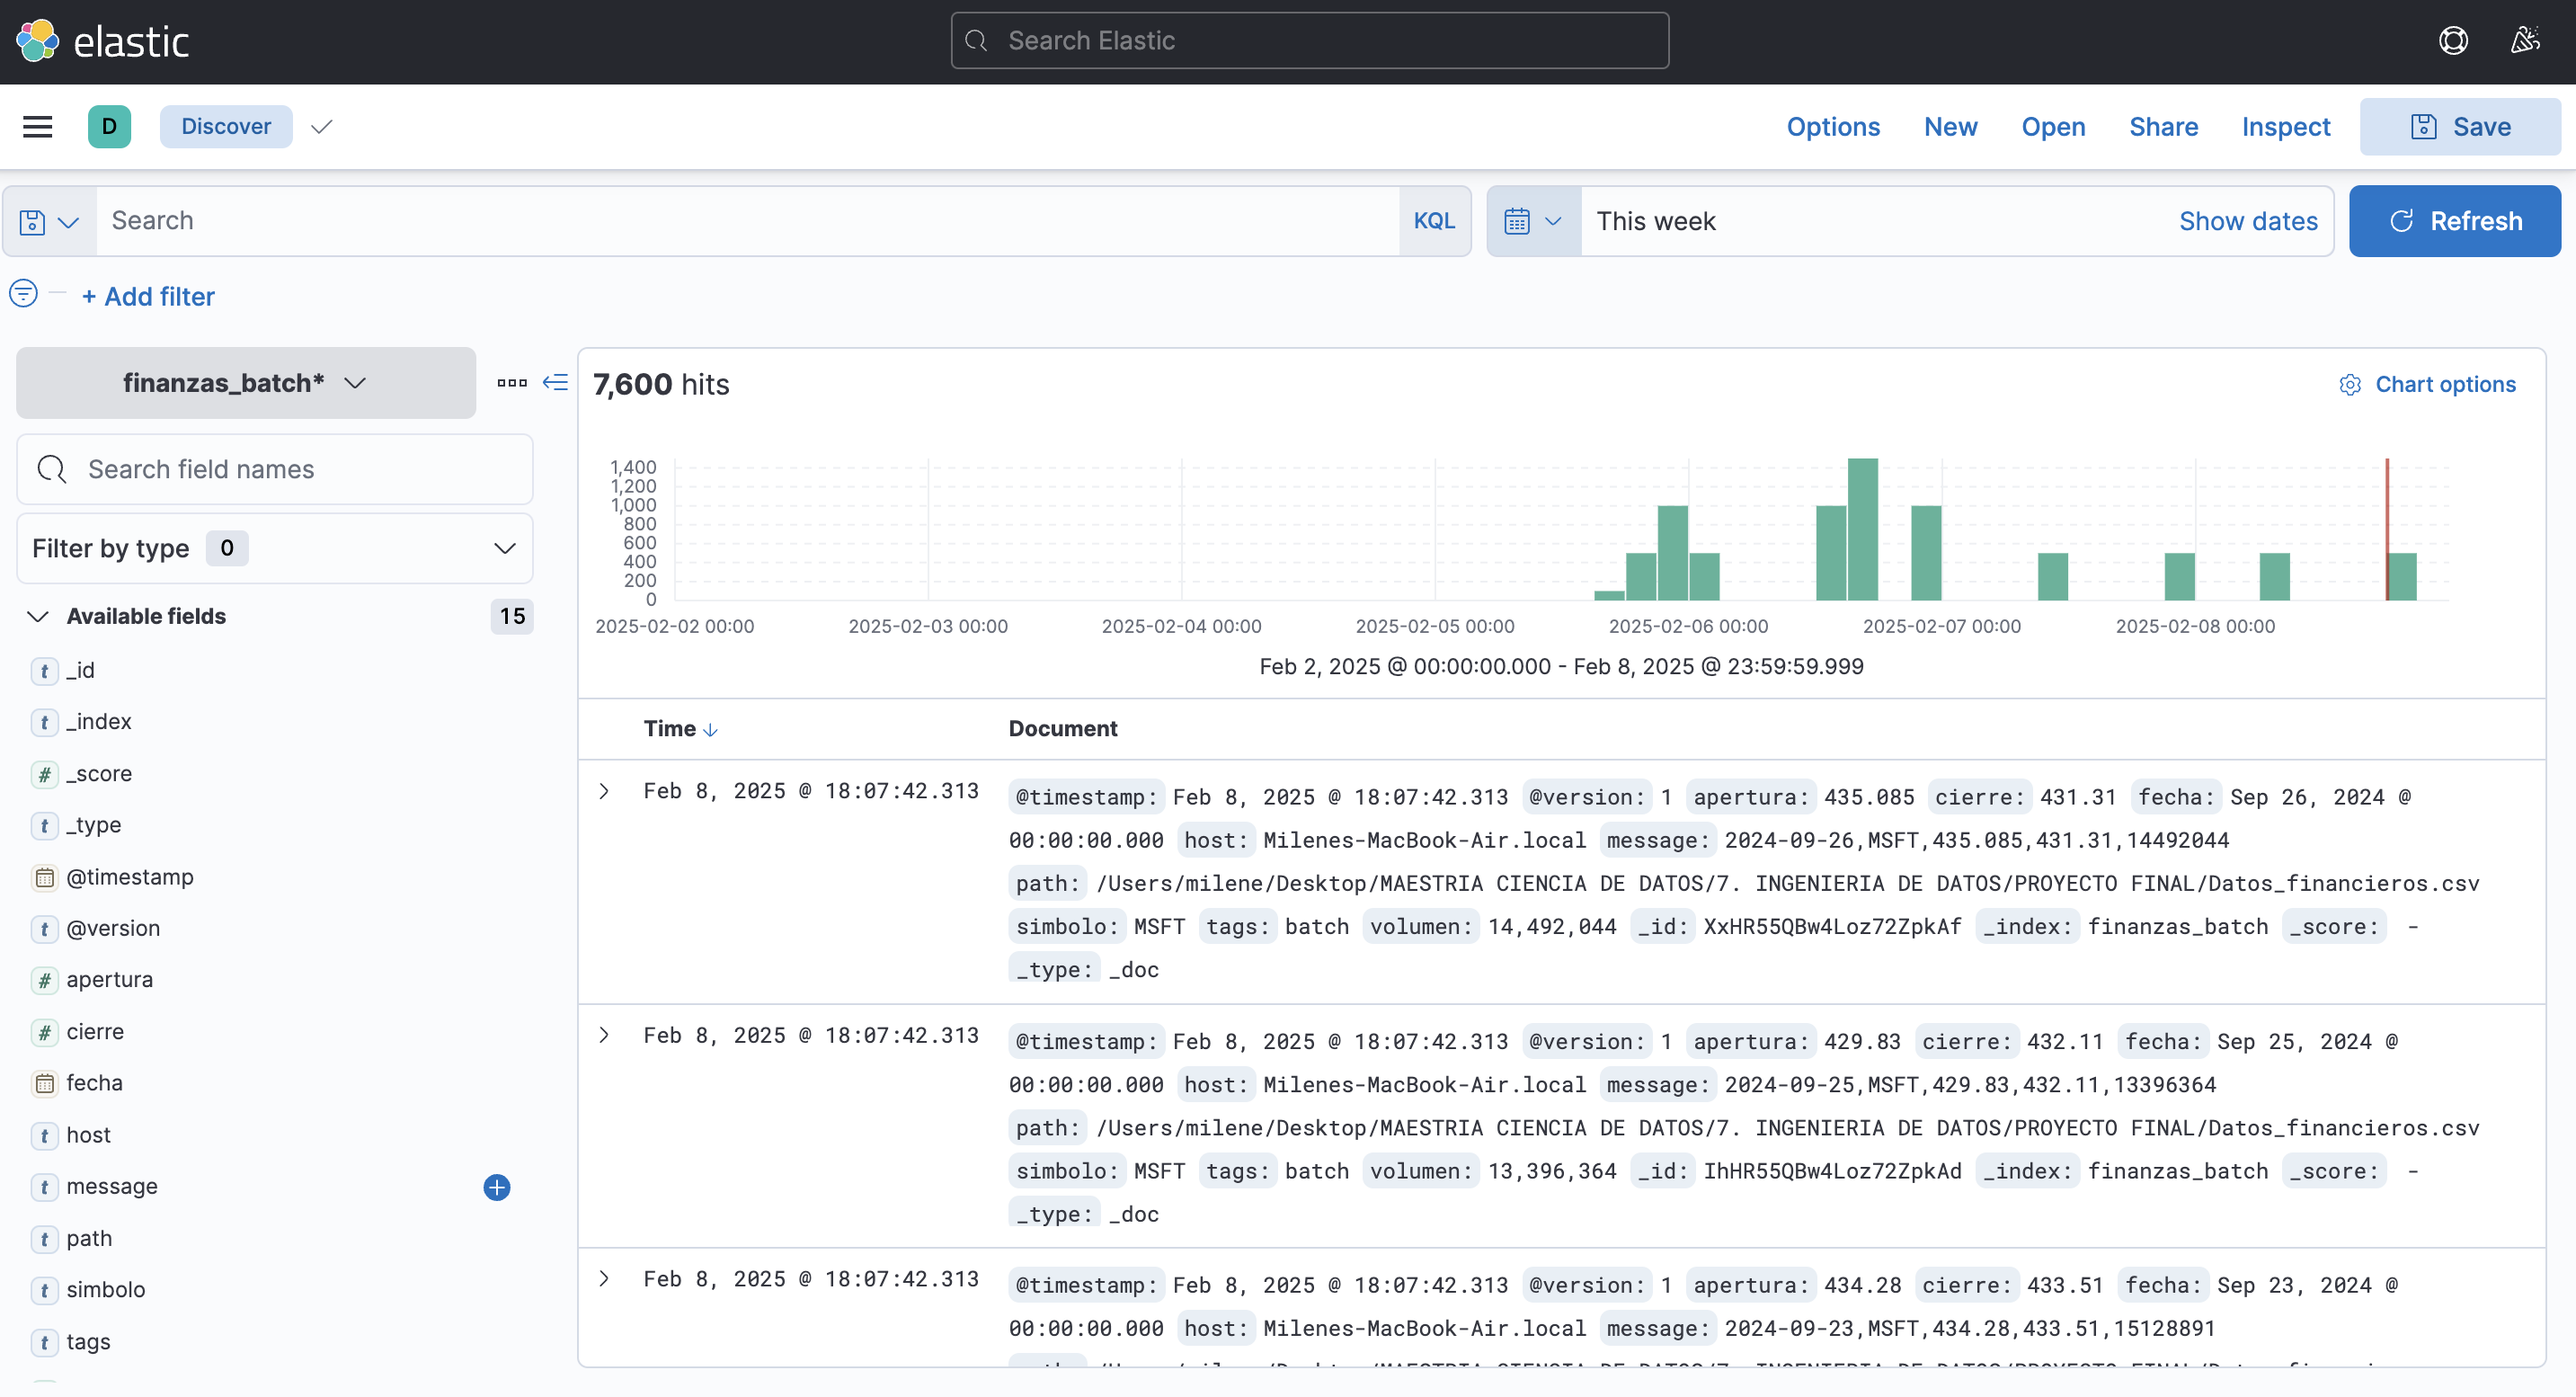 elastic
Search Elastic
D Discover
Options New Open Share Inspect Save
Search KQL This week Show dates Refresh
+ Add filter
finanzas_batch*
Search field names
Filter by type 0
Available fields 15
t _id
t _index
# _score
t _type
@timestamp
t @version
# apertura
# cierre
fecha
t host
t message
t path
t simbolo
t tags
7,600 hits
Chart options
1,400
1,200
1,000
800
600
400
200
0
2025-02-02 00:00 2025-02-03 00:00 2025-02-04 00:00 2025-02-05 00:00 2025-02-06 00:00 2025-02-07 00:00 2025-02-08 00:00
Feb 2, 2025 @ 00:00:00.000 - Feb 8, 2025 @ 23:59:59.999
Time Document
Feb 8, 2025 @ 18:07:42.313 @timestamp: Feb 8, 2025 @ 18:07:42.313 @version: 1 apertura: 435.085 cierre: 431.31 fecha: Sep 26, 2024 @
00:00:00.000 host: Milenes-MacBook-Air.local message: 2024-09-26,MSFT,435.085,431.31,14492044
path: /Users/milene/Desktop/MAESTRIA CIENCIA DE DATOS/7. INGENIERIA DE DATOS/PROYECTO FINAL/Datos_financieros.csv
simbolo: MSFT tags: batch volumen: 14,492,044 _id: XxHR55QBw4Loz72ZpkAf _index: finanzas_batch _score: -
_type: _doc
Feb 8, 2025 @ 18:07:42.313 @timestamp: Feb 8, 2025 @ 18:07:42.313 @version: 1 apertura: 429.83 cierre: 432.11 fecha: Sep 25, 2024 @
00:00:00.000 host: Milenes-MacBook-Air.local message: 2024-09-25,MSFT,429.83,432.11,13396364
path: /Users/milene/Desktop/MAESTRIA CIENCIA DE DATOS/7. INGENIERIA DE DATOS/PROYECTO FINAL/Datos_financieros.csv
simbolo: MSFT tags: batch volumen: 13,396,364 _id: IhHR55QBw4Loz72ZpkAd _index: finanzas_batch _score: -
_type: _doc
Feb 8, 2025 @ 18:07:42.313 @timestamp: Feb 8, 2025 @ 18:07:42.313 @version: 1 apertura: 434.28 cierre: 433.51 fecha: Sep 23, 2024 @
00:00:00.000 host: Milenes-MacBook-Air.local message: 2024-09-23,MSFT,434.28,433.51,15128891